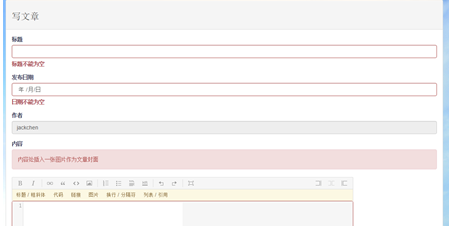 写文章
标题
标题不能为空
发布日期
年 /月/日
日期不能为空
作者
jackchen
内容
内容处插入一张图片作为文章封面
B I
标题 / 粗斜体 代码 链接 图片 换行 / 分隔符 列表 / 引用
1